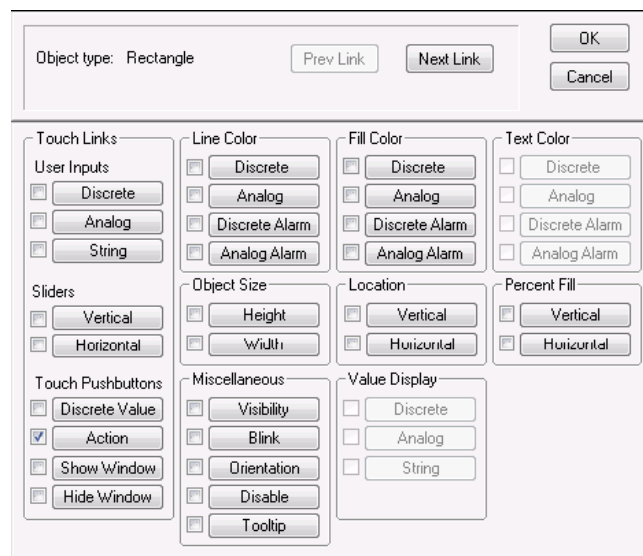 Object type: Rectangle
Prev Link
Next Link
OK
Cancel
Touch Links
User Inputs
Discrete
Analog
String
Sliders
Vertical
Horizontal
Touch Pushbuttons
Discrete Value
Action
Show Window
Hide Window
Line Color
Discrete
Analog
Discrete Alarm
Analog Alarm
Object Size
Height
Width
Miscellaneous
Visibility
Blink
Orientation
Disable
Tooltip
Fill Color
Discrete
Analog
Discrete Alarm
Analog Alarm
Location
Vertical
Horizontal
Value Display
Discrete
Analog
String
Text Color
Discrete
Analog
Discrete Alarm
Analog Alarm
Percent Fill
Vertical
Horizontal